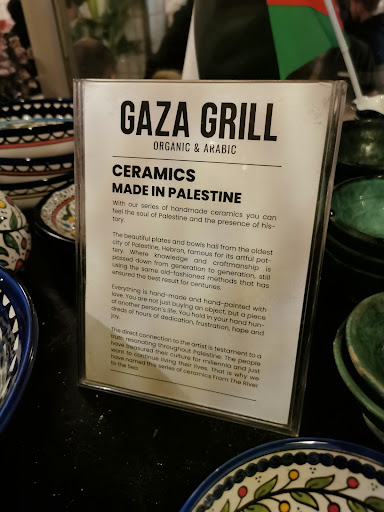 GAZA GRILL
ORGANIC & ARABIC
CERAMICS
MADE IN PALESTINE
With our series of handmade ceramics you can
feel the soul of Palestine and the presence of his-
tory.
The beautiful plates and bowls hail from the oldest
city of Palestine, Hebron, famous for its artful pot-
tery. Where knowledge and craftmanship is
passed down from generation to generation, still
using the same old-fashioned methods that has
ensured the best result for centuries.
Everything is hand-made and hand-painted with
love. You are not just buying an object, but a piece
of another person's life. You hold in your hand hun-
dreds of hours of dedication, frustration, hope and
joy.
The direct connection to the artist is testament to a
truth resonating throughout Palestine. The people
have treasured their culture for millennia and just
want to continue living their lives. That is why we
have named this series of ceramics From The River
to the Sea